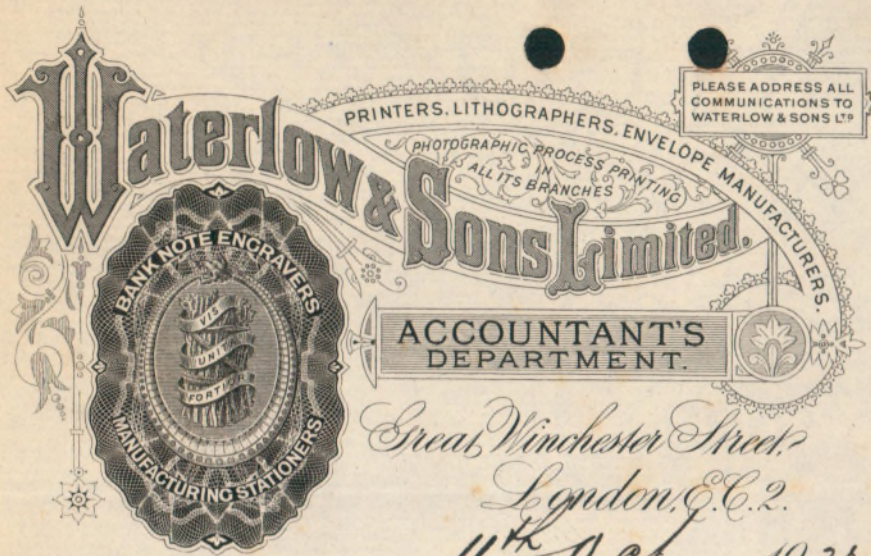 Waterlow & Sons Limited.
PRINTERS, LITHOGRAPHERS, ENVELOPE MANUFACTURERS.
PHOTOGRAPHIC PROCESS PRINTING
IN
ALL ITS BRANCHES
PLEASE ADDRESS ALL
COMMUNICATIONS TO
WATERLOW & SONS LTD
BANK NOTE ENGRAVERS
VIS
UNITA
FORTIOR
MANUFACTURING STATIONERS
ACCOUNTANT'S
DEPARTMENT.
Great Winchester Street,
London, E.C.2.
11th